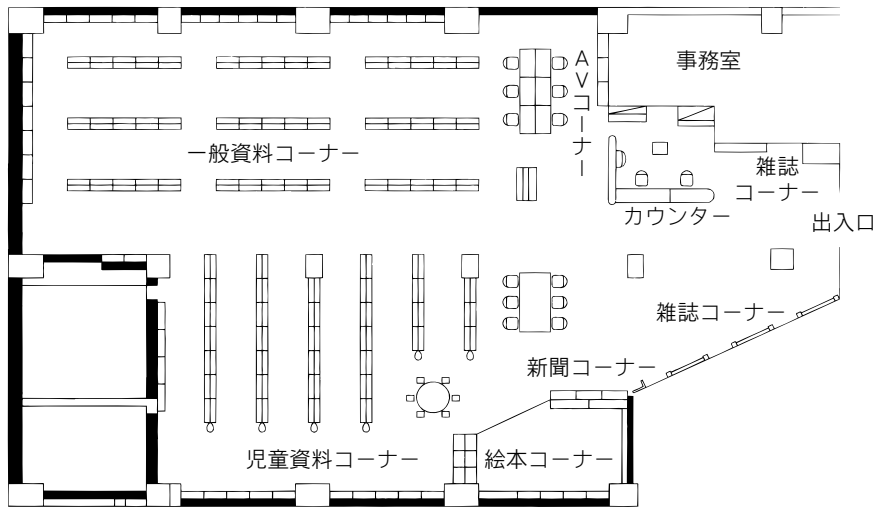 事務室
AVコーナー
一般資料コーナー
雑誌
コーナー
カウンター
出入口
雑誌コーナー
新聞コーナー
児童資料コーナー
絵本コーナー